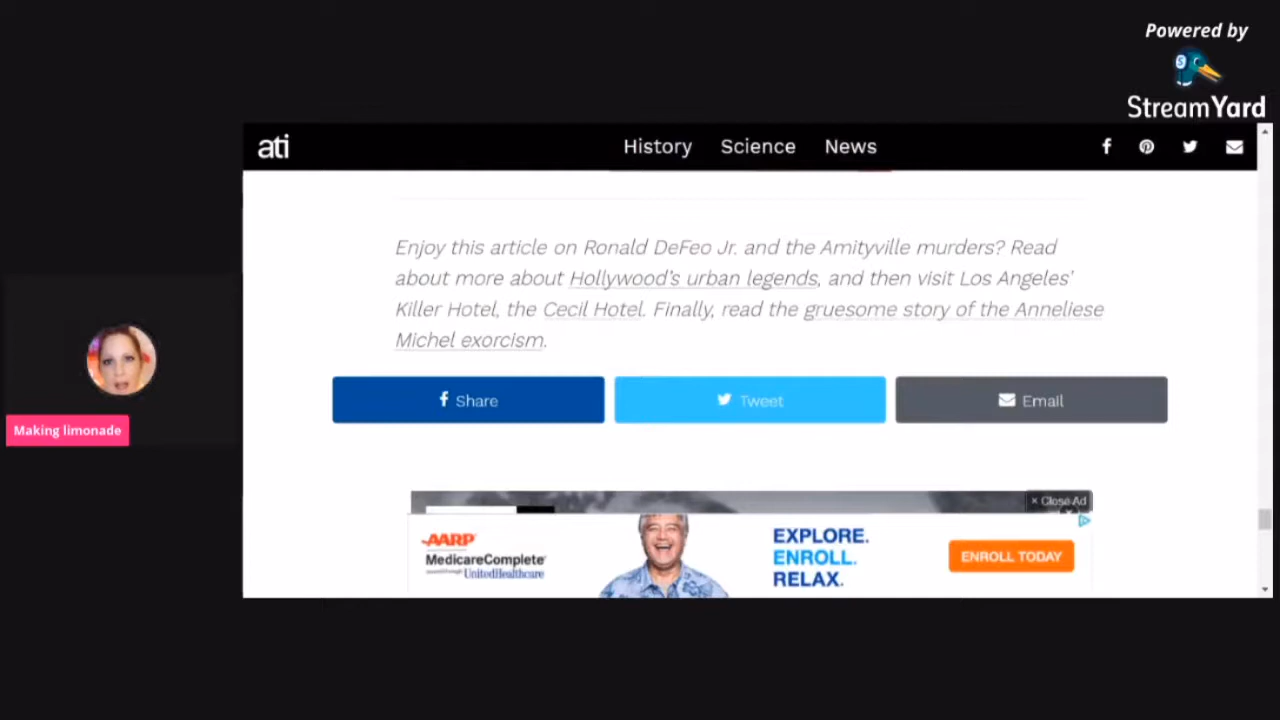 Powered by
StreamYard
ati
History Science News
Enjoy this article on Ronald DeFeo Jr. and the Amityville murders? Read
about more about Hollywood's urban legends, and then visit Los Angeles'
Killer Hotel, the Cecil Hotel. Finally, read the gruesome story of the Anneliese
Michel exorcism.
Share
Tweet
Email
Making limonade
× Close Ad
AARP
MedicareComplete
through UnitedHealthcare
EXPLORE.
ENROLL.
RELAX.
ENROLL TODAY